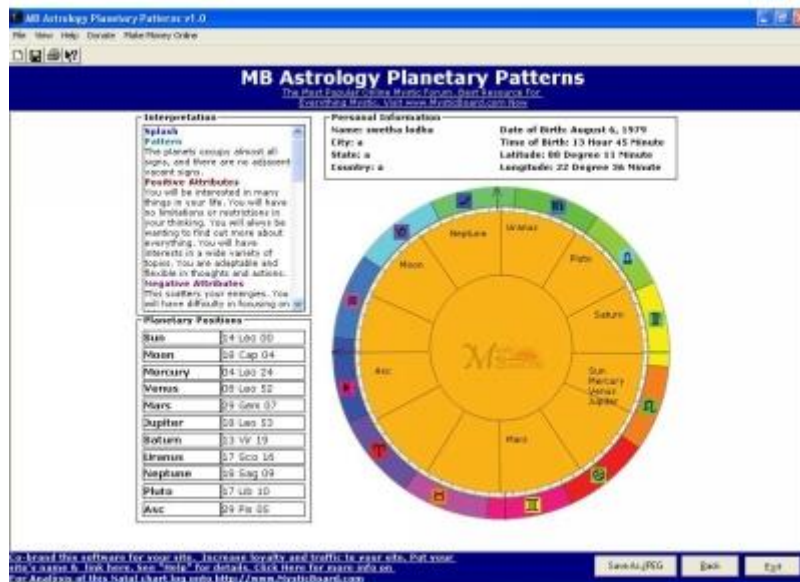 MB Astrology Planetary Patterns v1.0
File View Help Donate Make Money Online
MB Astrology Planetary Patterns
The Most Popular Online Mystic Forum. Best Resource For
Everything Mystic, Visit www.MysticBoard.com Now
Interpretation
Splash
Pattern
The planets occupy almost all
signs, and there are no adjacent
vacant signs.
Positive Attributes
You will be interested in many
things in your life. You will have
no limitations or restrictions in
your thinking. You will always be
wanting to find out more about
everything. You will have
interests in a wide variety of
topics. You are adaptable and
flexible in thoughts and actions.
Negative Attributes
This scatters your energies. You
will have difficulty in focusing on
Personal Information
Name: swetha lodha
City: a
State: a
Country: a
Date of Birth: August 6, 1979
Time of Birth: 13 Hour 45 Minute
Latitude: 88 Degree 11 Minute
Longitude: 22 Degree 36 Minute
Planetary Positions
Sun 14 Leo 00
Moon 18 Cap 04
Mercury 04 Leo 24
Venus 08 Leo 52
Mars 29 Gem 07
Jupiter 18 Leo 53
Saturn 13 Vir 19
Uranus 17 Sco 16
Neptune 18 Sag 09
Pluto 17 Lib 10
Asc 29 Pis 05
Neptune
Uranus
Moon
Pluto
Saturn
Asc
Sun
Mercury
Venus
Jupiter
Mars
Co-brand this software for your site. Increase loyalty and traffic to your site. Put your
site's name & link here. See "Help" for details. Click Here for more info on
For Analysis of this Natal chart log onto http://www.MysticBoard.com
Save As JPEG
Back
Exit